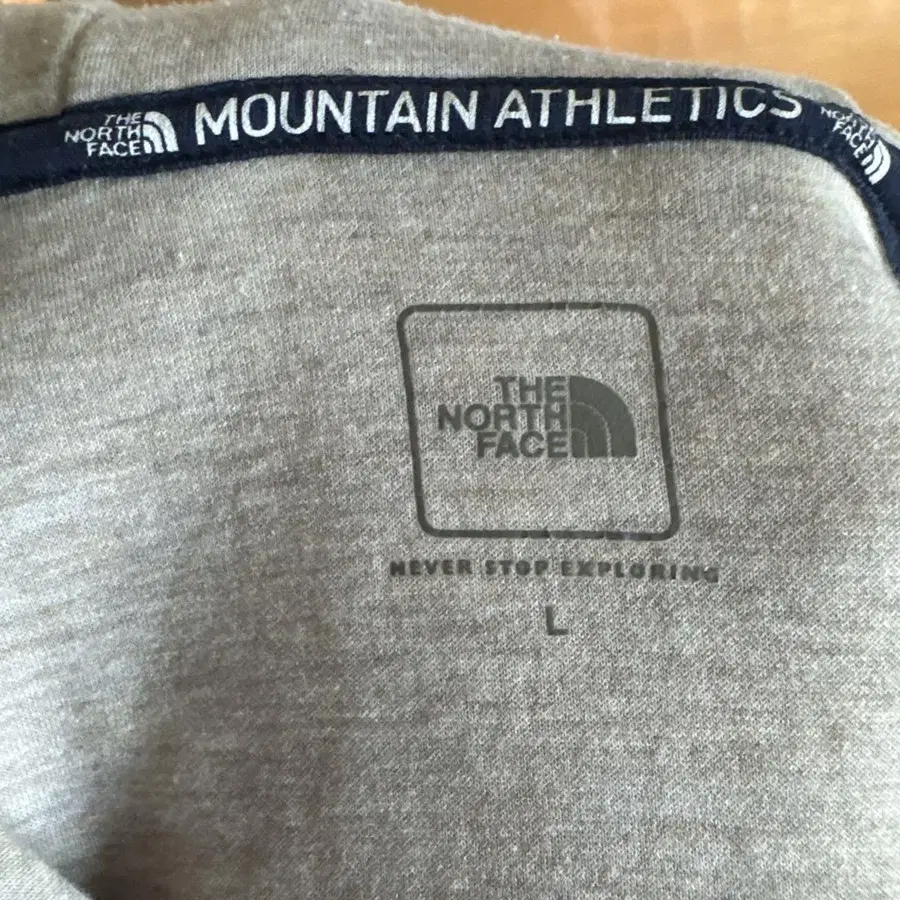 THE
NORTH
FACE
MOUNTAIN ATHLETICS
THE
NORTH
FACE
THE
NORTH
FACE
NEVER STOP EXPLORING
L